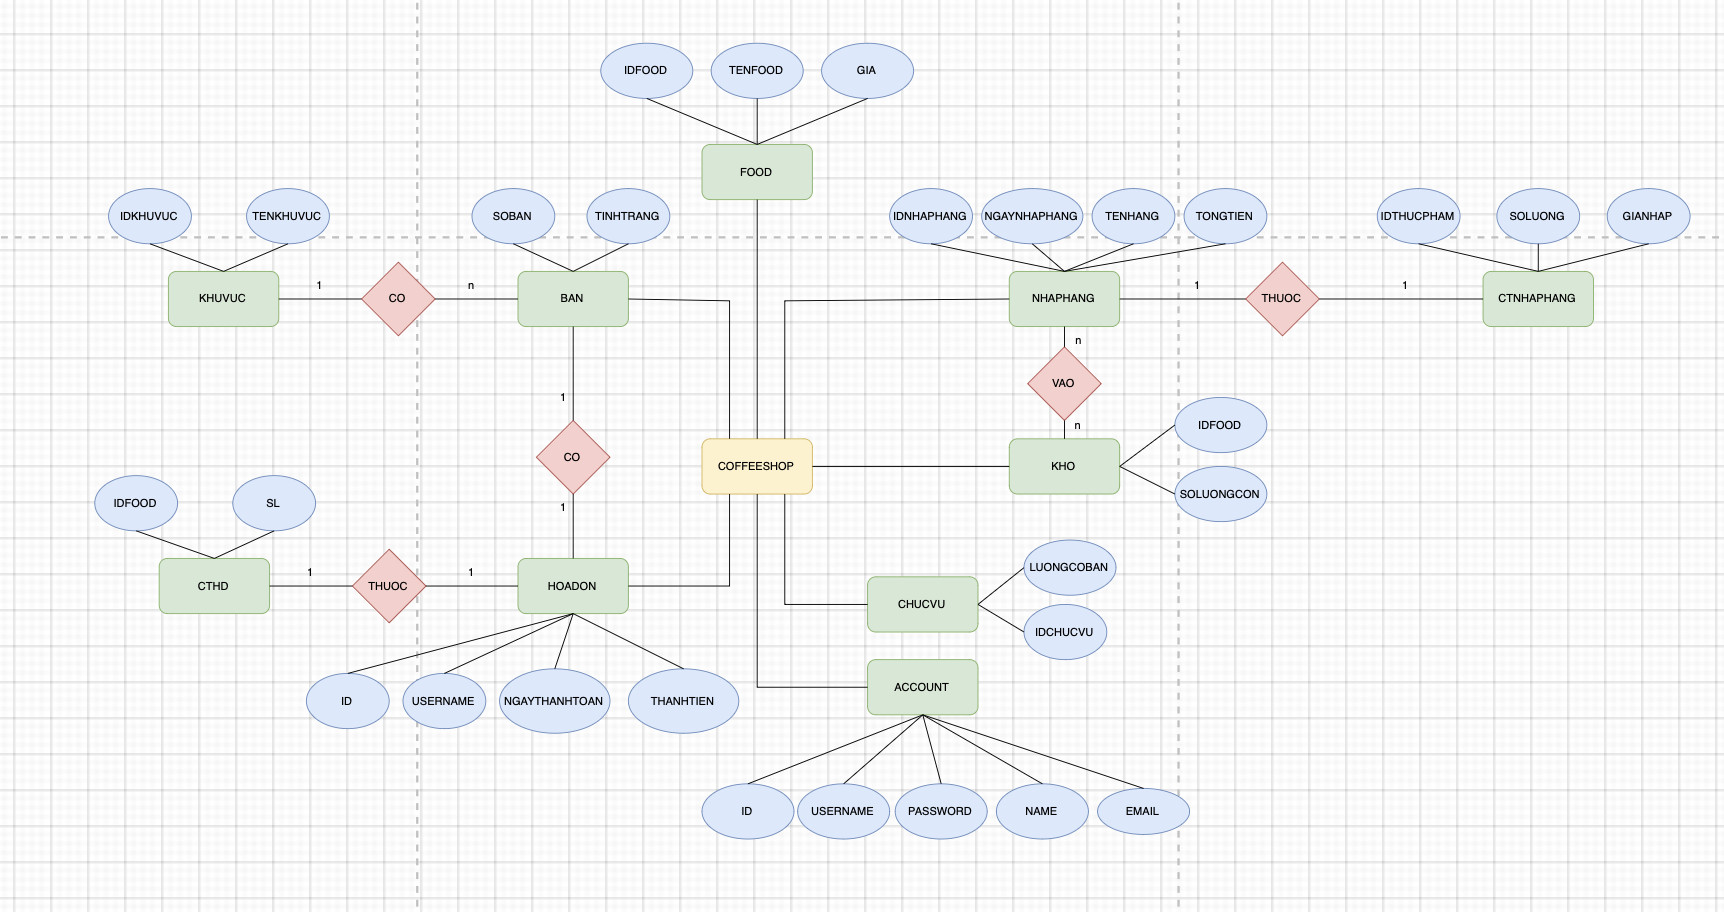 IDFOOD
TENFOOD
GIA
FOOD
IDKHUVUC
TENKHUVUC
SOBAN
TINHTRANG
IDNHAPHANG
NGAYNHAPHANG
TENHANG
TONGTIEN
IDTHUCPHAM
SOLUONG
GIANHAP
KHUVUC
1
CO
n
BAN
NHAPHANG
1
THUOC
1
CTNHAPHANG
n
VAO
n
1
CO
1
COFFEESHOP
KHO
IDFOOD
SOLUONGCON
IDFOOD
SL
CTHD
1
THUOC
1
HOADON
CHUCVU
LUONGCOBAN
IDCHUCVU
ID
USERNAME
NGAYTHANHTOAN
THANHTIEN
ACCOUNT
ID
USERNAME
PASSWORD
NAME
EMAIL